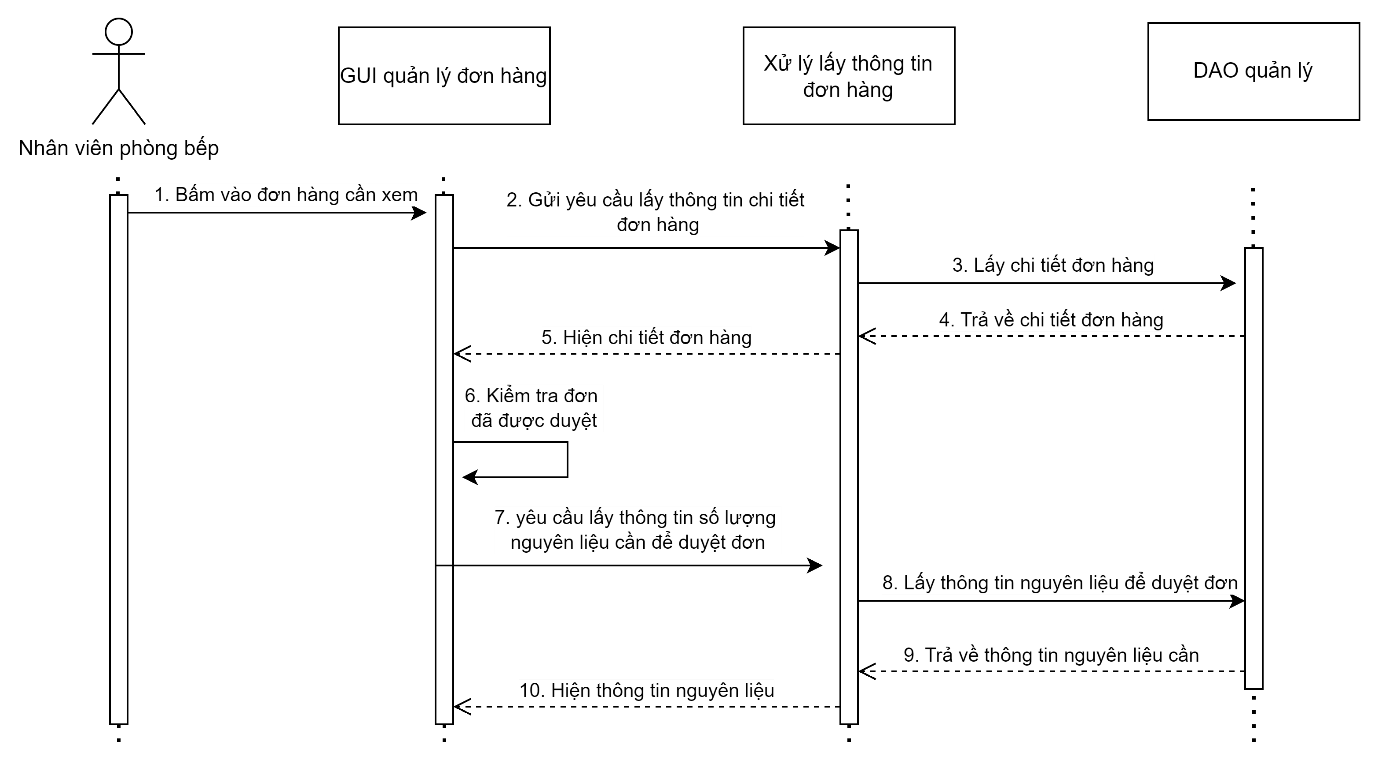 GUI quản lý đơn hàng
Xử lý lấy thông tin
đơn hàng
DAO quản lý
Nhân viên phòng bếp
1. Bấm vào đơn hàng cần xem
2. Gửi yêu cầu lấy thông tin chi tiết
đơn hàng
3. Lấy chi tiết đơn hàng
4. Trả về chi tiết đơn hàng
5. Hiện chi tiết đơn hàng
6. Kiểm tra đơn
đã được duyệt
7. yêu cầu lấy thông tin số lượng
nguyên liệu cần để duyệt đơn
8. Lấy thông tin nguyên liệu để duyệt đơn
9. Trả về thông tin nguyên liệu cần
10. Hiện thông tin nguyên liệu